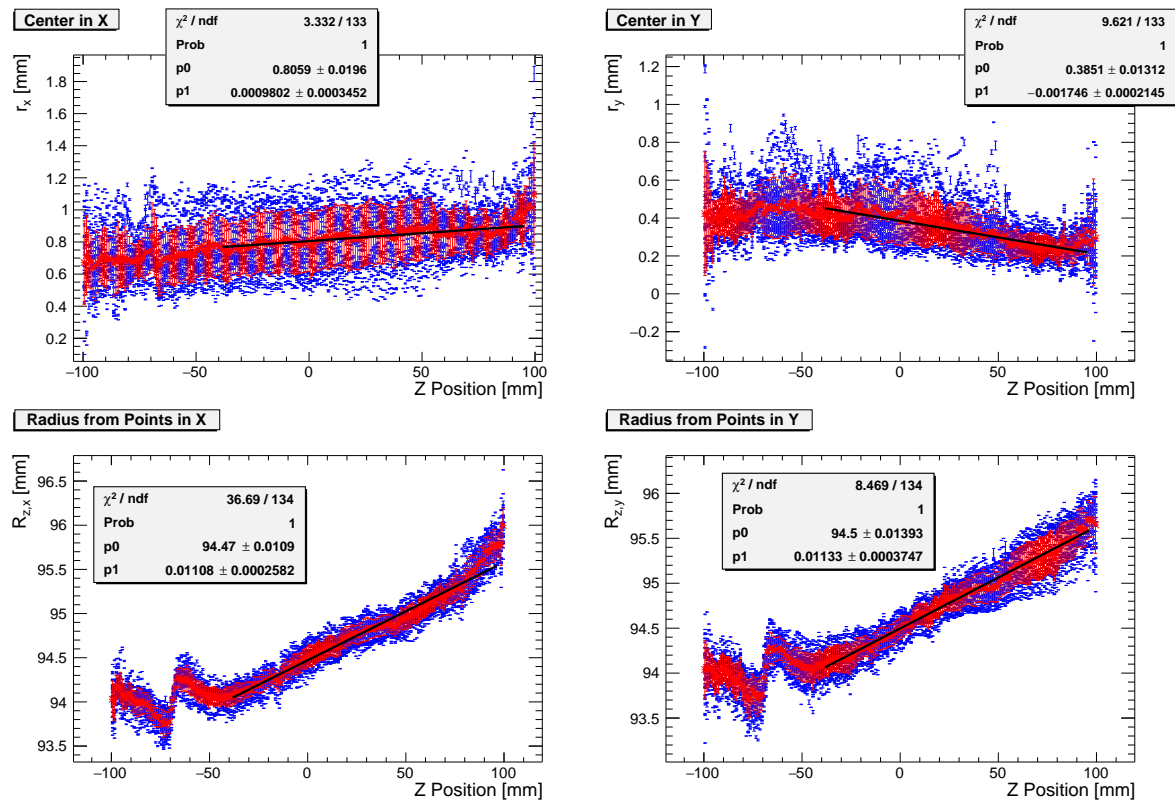 Center in X
χ² / ndf 3.332 / 133
Prob 1
p0 0.8059 ± 0.0196
p1 0.0009802 ± 0.0003452
r_x [mm]
1.8
1.6
1.4
1.2
1
0.8
0.6
0.4
0.2
−100 −50 0 50 100
Z Position [mm]
Center in Y
χ² / ndf 9.621 / 133
Prob 1
p0 0.3851 ± 0.01312
p1 −0.001746 ± 0.0002145
r_y [mm]
1.2
1
0.8
0.6
0.4
0.2
0
−0.2
−100 −50 0 50 100
Z Position [mm]
Radius from Points in X
χ² / ndf 36.69 / 134
Prob 1
p0 94.47 ± 0.0109
p1 0.01108 ± 0.0002582
R_z,x [mm]
96.5
96
95.5
95
94.5
94
93.5
−100 −50 0 50 100
Z Position [mm]
Radius from Points in Y
χ² / ndf 8.469 / 134
Prob 1
p0 94.5 ± 0.01393
p1 0.01133 ± 0.0003747
R_z,y [mm]
96
95.5
95
94.5
94
93.5
−100 −50 0 50 100
Z Position [mm]